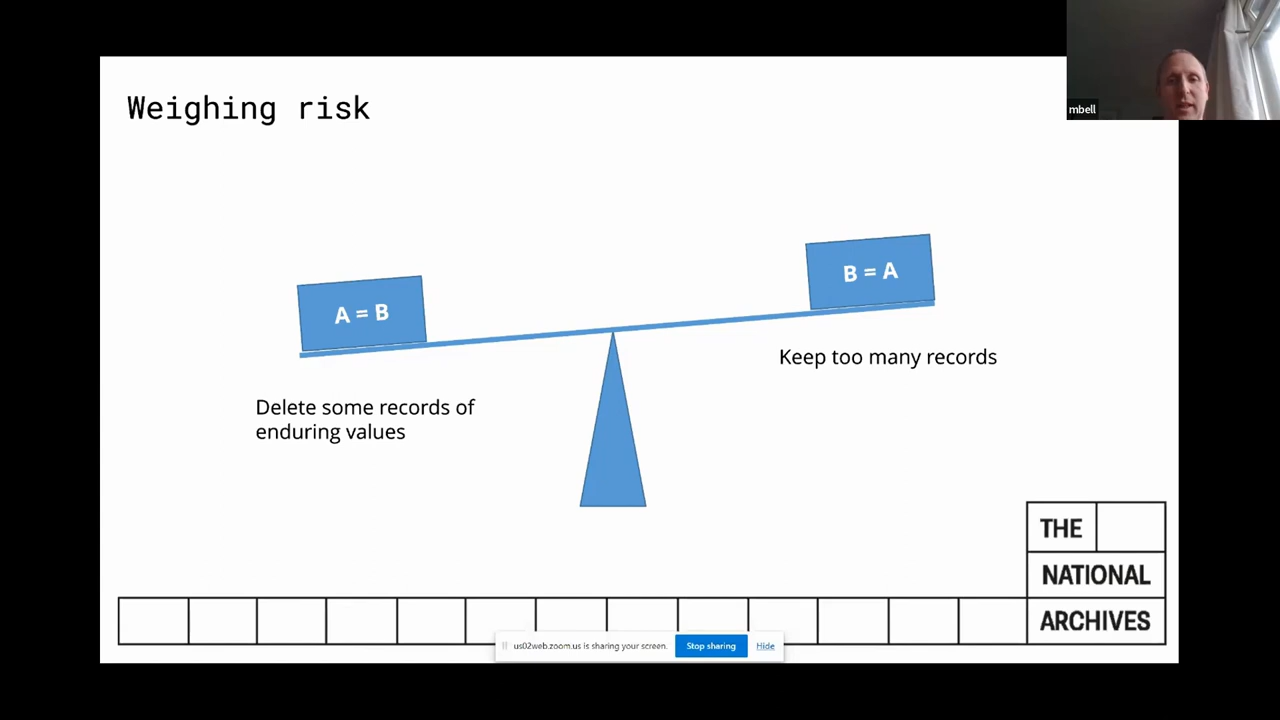 Weighing risk
mbell
A = B
B = A
Keep too many records
Delete some records of
enduring values
THE
NATIONAL
ARCHIVES
us02web.zoom.us is sharing your screen.
Stop sharing
Hide